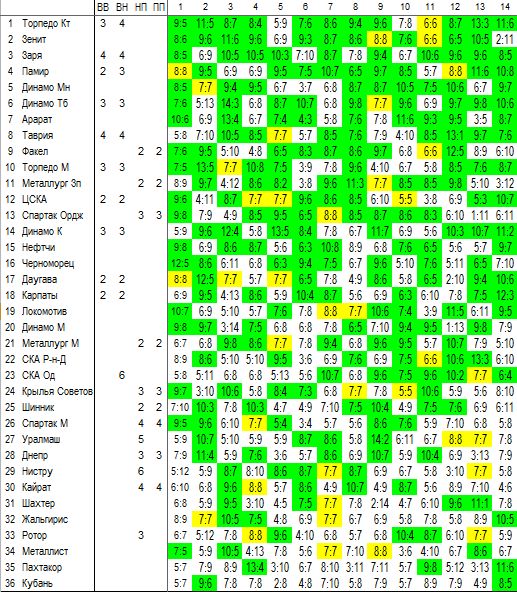 ВВ ВН НП ПП 1 2 3 4 5 6 7 8 9 10 11 12 13 14
1 Торпедо Кт 3 4 9:5 11:5 8:7 8:4 5:9 7:6 8:6 9:4 9:6 7:8 6:6 8:7 13:3 11:6
2 Зенит 8:6 9:6 11:6 9:6 6:9 9:3 8:7 8:6 8:8 7:6 6:6 6:5 10:5 2:11
3 Заря 4 4 8:5 6:9 10:5 10:5 10:3 7:10 8:7 7:8 9:4 6:7 10:6 9:6 9:6 8:5
4 Памир 2 3 8:8 9:5 6:9 6:9 9:5 7:5 10:7 6:5 9:7 8:5 5:7 8:8 11:6 10:8
5 Динамо Мн 8:5 7:7 9:4 9:5 6:7 3:7 6:8 8:7 8:7 10:5 7:5 10:6 6:7 9:7
6 Динамо Тб 3 3 7:6 5:13 14:3 6:8 8:7 10:7 6:8 9:8 7:7 9:6 6:9 9:7 9:8 10:6
7 Арарат 10:6 6:9 13:4 6:7 7:4 4:3 5:8 9:6 7:8 11:6 9:3 9:5 3:5 8:7
8 Таврия 4 4 5:8 7:10 10:5 8:5 7:7 5:7 8:5 7:6 7:9 4:10 8:5 13:1 9:7 7:6
9 Факел 2 2 7:6 9:5 5:10 4:8 6:5 8:3 8:7 8:6 9:7 6:8 6:6 12:5 8:9 6:10
10 Торпедо М 3 3 7:5 13:5 7:7 10:8 7:5 3:9 7:8 9:6 4:10 6:7 5:8 8:5 7:6 8:7
11 Металлург Зп 2 2 8:9 9:7 4:12 8:6 8:2 3:8 9:6 11:3 7:7 8:5 8:5 9:8 5:10 3:12
12 ЦСКА 2 2 9:6 4:11 8:7 7:7 7:7 9:6 8:6 8:5 6:10 5:5 3:8 6:9 5:3 10:7
13 Спартак Ордж 3 3 9:8 7:9 4:9 8:5 9:5 6:5 8:8 8:5 8:7 8:6 8:3 6:10 1:11 6:11
14 Динамо К 3 3 5:9 9:6 12:4 5:8 13:5 8:4 7:8 6:7 11:7 6:9 5:6 10:3 10:7 11:2
15 Нефтчи 9:8 6:9 8:6 8:7 5:6 6:3 10:8 8:9 6:8 7:6 6:5 5:6 5:7 9:7
16 Черноморец 12:5 8:6 6:11 6:8 6:3 9:4 7:5 6:7 9:6 5:10 7:6 5:11 6:5 7:10
17 Даугава 2 2 8:8 12:5 7:7 5:7 7:7 6:5 7:8 4:9 8:6 5:8 6:5 2:10 9:4 10:6
18 Карпаты 2 2 6:9 9:5 4:13 8:6 5:9 10:4 8:7 5:6 6:9 6:3 6:10 7:8 7:5 12:3
19 Локомотив 10:7 6:9 5:10 5:7 7:6 7:8 8:8 7:7 10:6 7:4 3:9 11:5 6:11 9:5
20 Динамо М 9:8 9:7 3:14 7:5 6:8 6:8 7:8 6:5 7:10 9:4 9:5 1:13 9:8 7:9
21 Металлург М 2 2 6:7 6:8 9:8 8:6 7:7 7:8 9:4 6:8 9:6 9:5 5:7 10:7 7:9 5:10
22 СКА Р-н-Д 8:9 8:6 5:10 5:10 9:5 3:6 6:9 7:6 6:9 7:5 6:6 10:6 13:3 6:10
23 СКА Од 6 5:8 5:11 6:8 6:8 5:13 5:6 10:7 6:8 9:6 7:5 9:6 10:2 7:7 6:4
24 Крылья Советов 3 3 9:7 3:10 10:6 5:8 8:4 7:3 6:8 7:7 7:8 5:5 10:6 5:9 5:6 8:10
25 Шинник 2 2 7:10 10:3 7:8 10:3 4:7 4:9 7:10 7:5 10:4 4:9 7:5 7:6 6:9 6:11
26 Спартак М 4 4 9:5 9:6 6:10 7:7 5:4 3:4 5:7 2:6 8:6 7:6 5:9 7:10 6:8 5:8
27 Уралмаш 5 5:9 10:7 5:10 5:9 5:9 8:7 8:6 5:8 14:2 6:11 6:7 8:8 7:7 7:8
28 Днепр 3 3 7:9 11:4 5:9 7:6 3:6 5:7 8:6 6:9 10:7 5:9 10:4 6:9 3:13 7:9
29 Нистру 6 5:12 5:9 8:7 8:10 8:6 8:7 7:7 8:7 6:9 6:7 5:8 3:10 7:7 5:8
30 Кайрат 4 4 6:10 6:8 9:6 8:8 5:7 8:6 4:9 10:7 4:9 8:7 5:6 8:9 7:10 4:6
31 Шахтер 6:8 5:9 9:5 3:10 4:5 7:5 7:7 7:8 2:14 4:7 6:10 9:6 11:1 7:8
32 Жальгирис 8:9 7:7 10:5 7:5 4:8 6:9 7:7 6:7 6:9 7:8 5:8 5:8 8:9 10:5
33 Ротор 3 6:7 5:12 7:8 8:8 9:6 4:10 6:8 5:7 6:8 10:4 8:7 6:10 7:7 5:9
34 Металлист 7:5 5:9 10:5 4:13 7:8 5:6 7:7 7:10 8:8 3:6 4:10 6:7 8:6 6:7
35 Пахтакор 5:7 7:9 8:9 13:4 3:10 6:7 8:10 3:11 7:11 5:7 9:8 5:12 3:13 11:6
36 Кубань 5:7 9:6 7:8 7:8 2:8 4:8 7:10 5:8 7:9 5:7 8:9 7:9 4:9 8:5